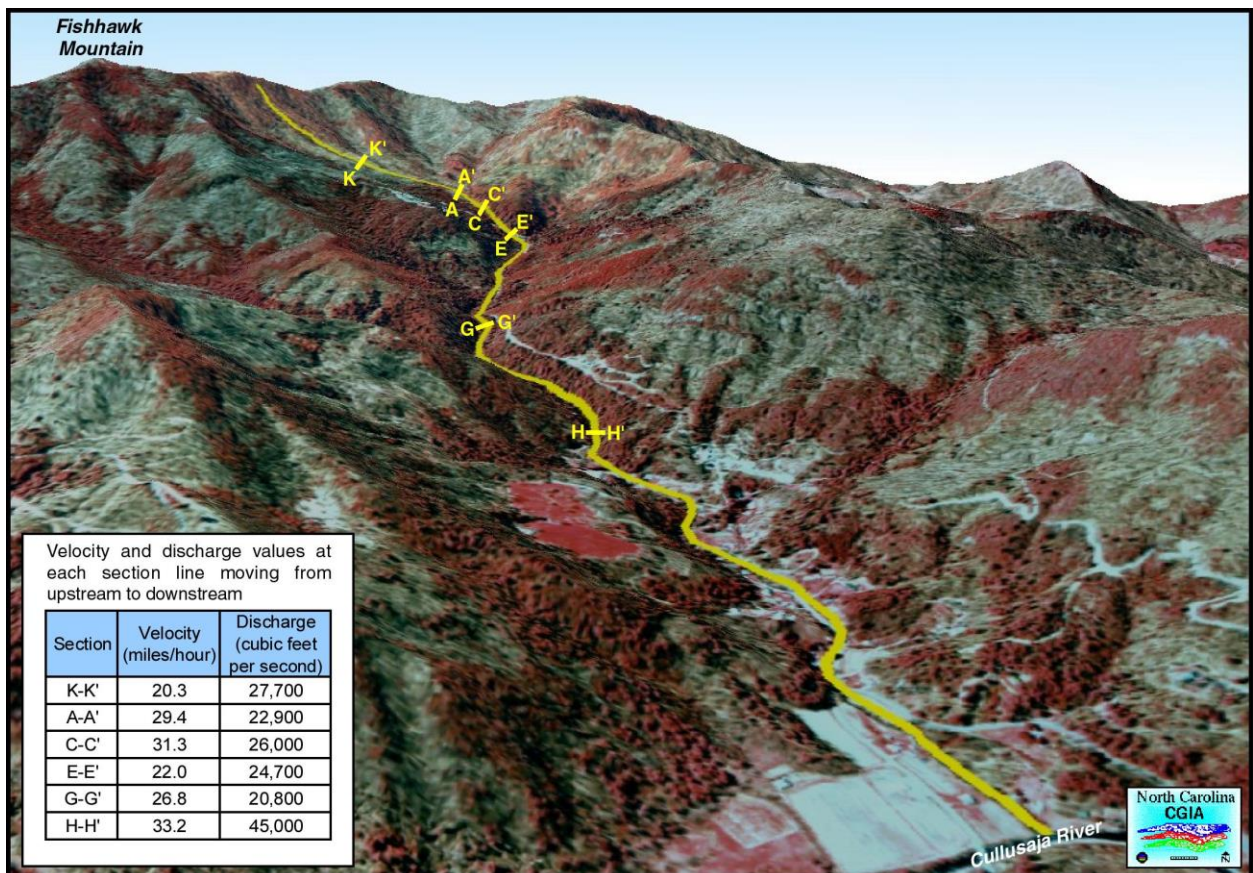 Fishhawk
Mountain
K'
K
A'
A
C'
C
E'
E
G G'
H H'
Velocity and discharge values at
each section line moving from
upstream to downstream
Section Velocity (miles/hour) Discharge (cubic feet per second)
K-K' 20.3 27,700
A-A' 29.4 22,900
C-C' 31.3 26,000
E-E' 22.0 24,700
G-G' 26.8 20,800
H-H' 33.2 45,000
Cullusaja River
North Carolina
CGIA